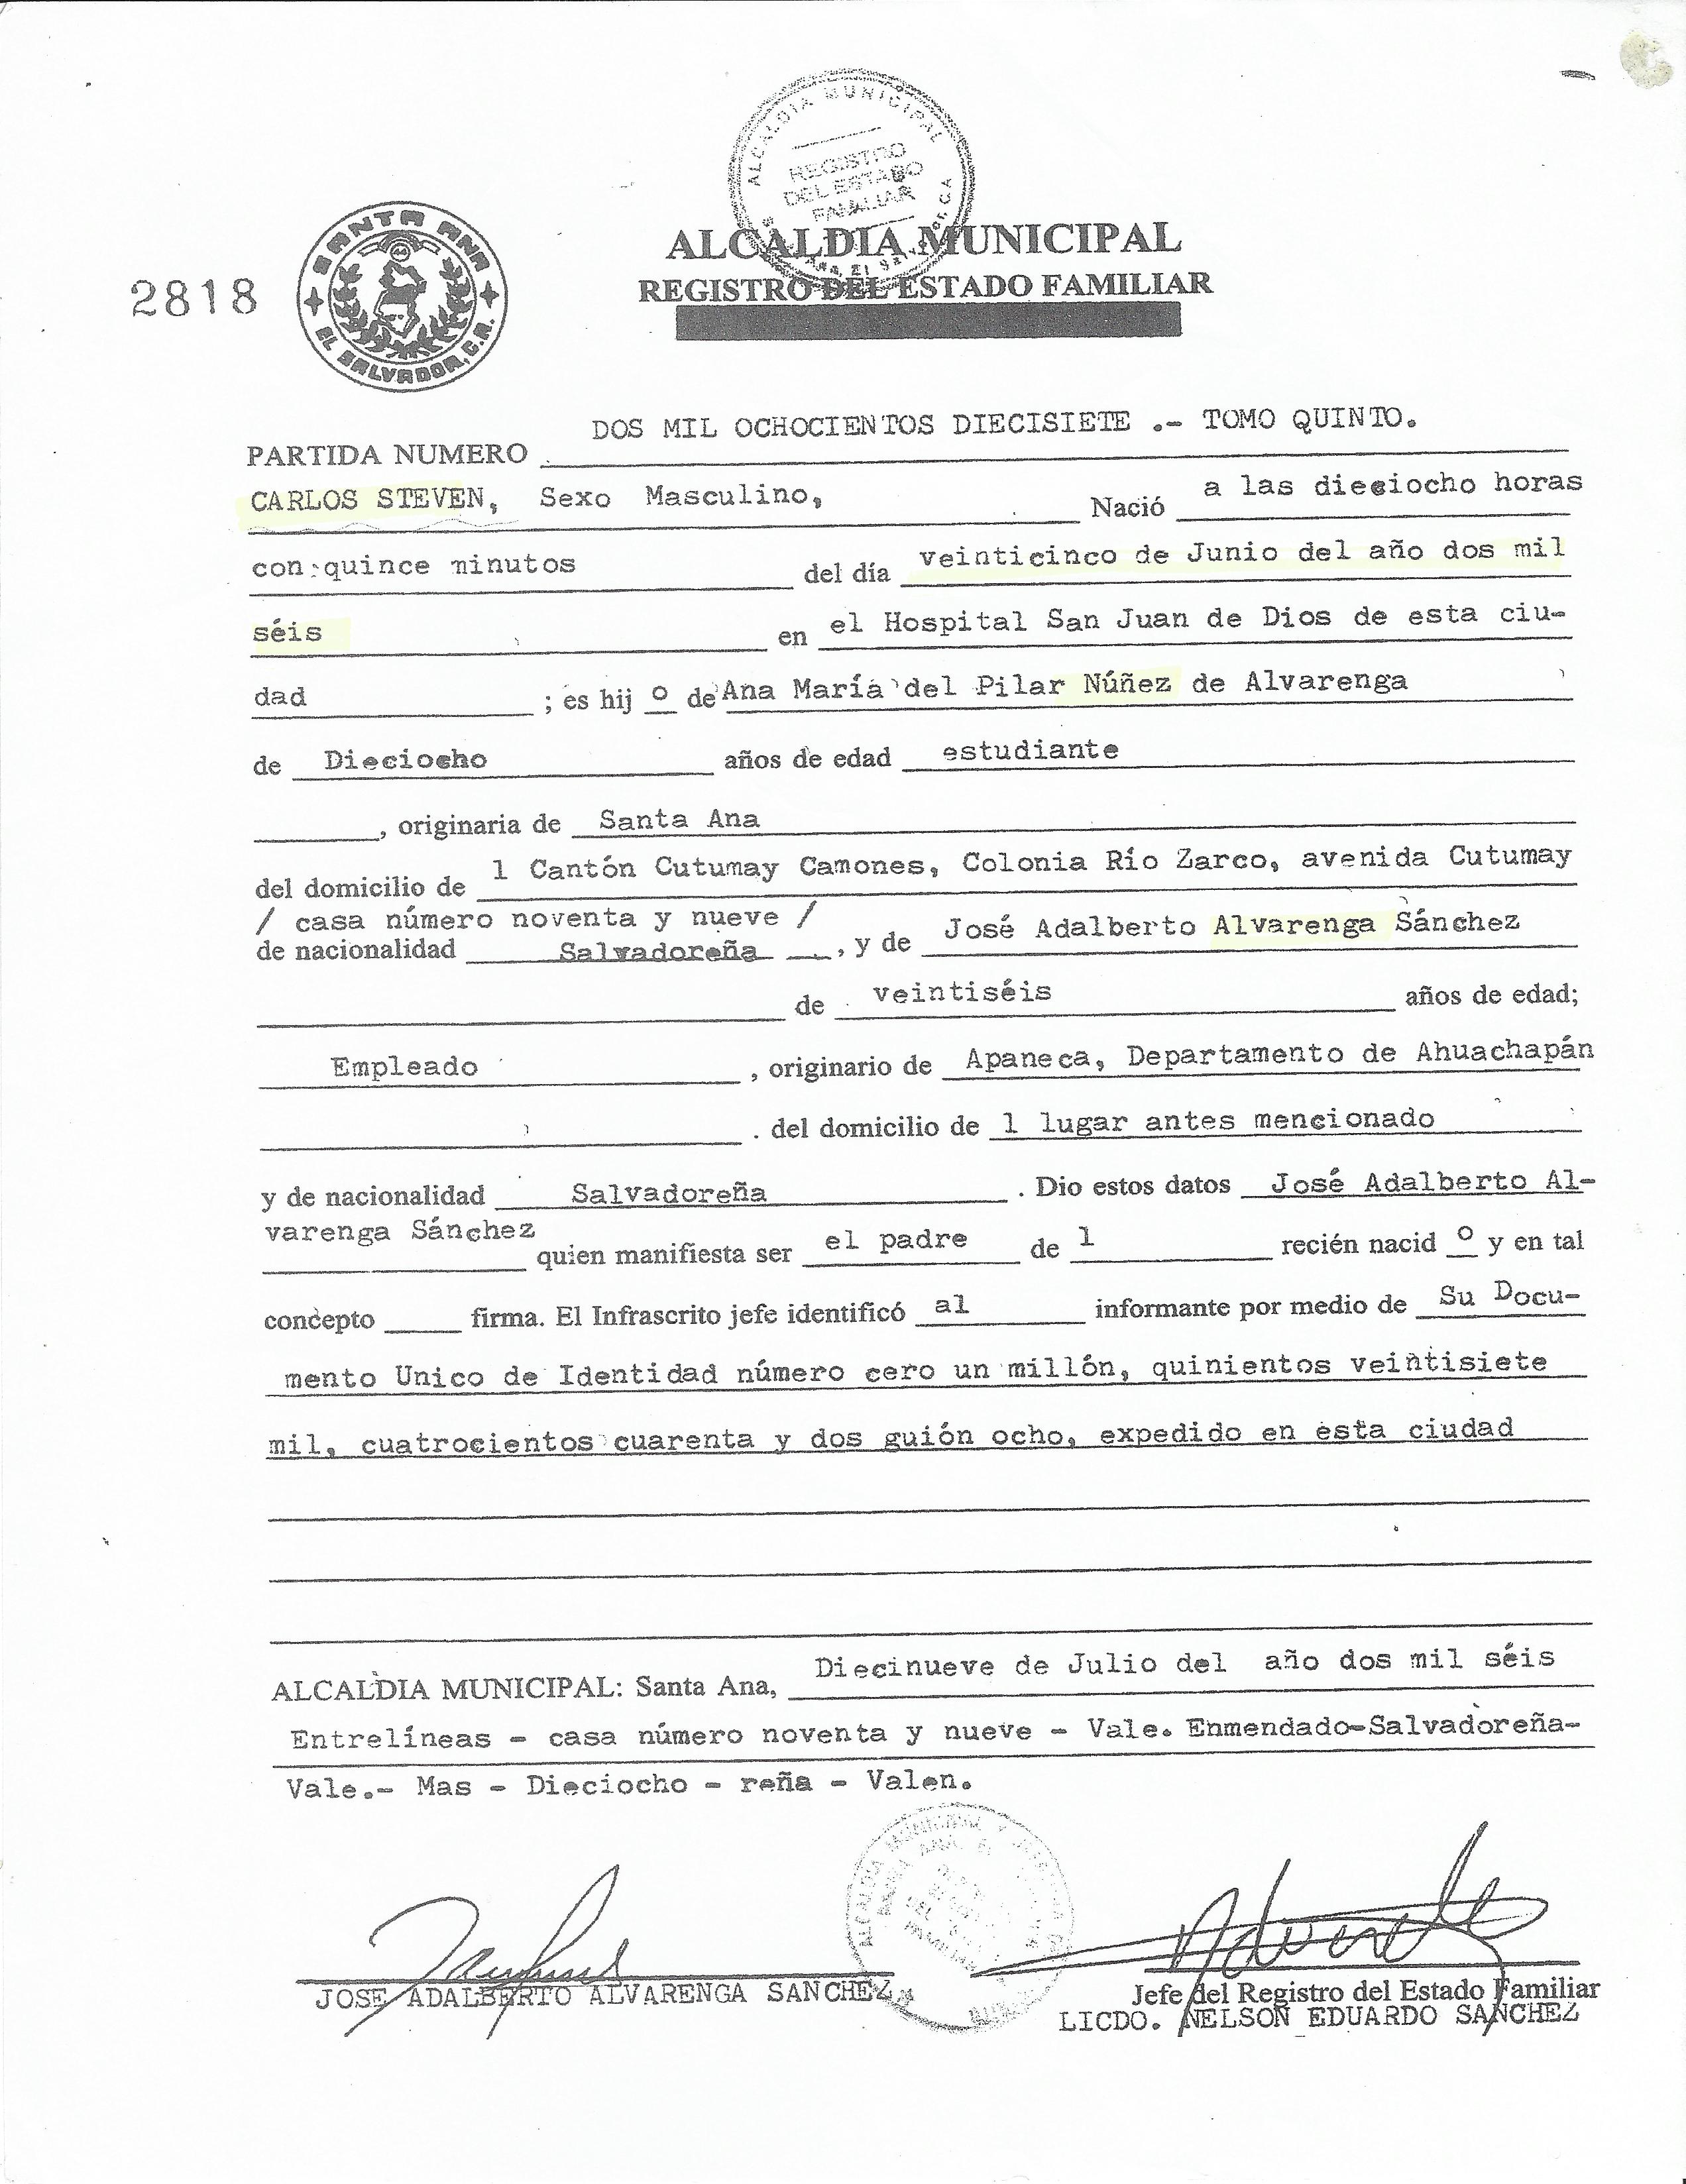 ALCALDIA MUNICIPAL
REGISTRO
DEL ESTADO
FAMILIAR
SANTA ANA
EL SALVADOR, C.A.
2818
ALCALDIA MUNICIPAL
REGISTRO DEL ESTADO FAMILIAR
DOS MIL OCHOCIENTOS DIECISIETE .- TOMO QUINTO.
PARTIDA NUMERO
CARLOS STEVEN, Sexo Masculino, Nació a las dieciocho horas
con quince minutos del día veinticinco de Junio del año dos mil
séis en el Hospital San Juan de Dios de esta ciu-
dad ; es hij o de Ana María del Pilar Núñez de Alvarenga
de Dieciocho años de edad estudiante
, originaria de Santa Ana
del domicilio de l Cantón Cutumay Camones, Colonia Río Zarco, avenida Cutumay
/ casa número noventa y nueve /
de nacionalidad Salvadoreña , y de José Adalberto Alvarenga Sánchez
de veintiséis años de edad;
Empleado , originario de Apaneca, Departamento de Ahuachapán
. del domicilio de l lugar antes mencionado
y de nacionalidad Salvadoreña . Dio estos datos José Adalberto Al-
varenga Sánchez quien manifiesta ser el padre de l recién nacid o y en tal
concepto firma. El Infrascrito jefe identificó al informante por medio de Su Docu-
mento Unico de Identidad número cero un millón, quinientos veintisiete
mil, cuatrocientos cuarenta y dos guión ocho, expedido en esta ciudad
ALCALDIA MUNICIPAL: Santa Ana, Diecinueve de Julio del año dos mil séis
Entrelíneas - casa número noventa y nueve - Vale. Enmendado-Salvadoreña-
Vale.- Mas - Dieciocho - reña - Valen.
JOSE ADALBERTO ALVARENGA SANCHEZ
Jefe del Registro del Estado Familiar
LICDO. NELSON EDUARDO SANCHEZ